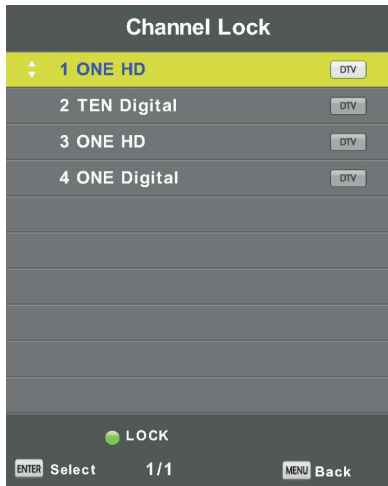 Channel Lock
1 ONE HD DTV
2 TEN Digital DTV
3 ONE HD DTV
4 ONE Digital DTV
LOCK
ENTER Select 1/1 MENU Back